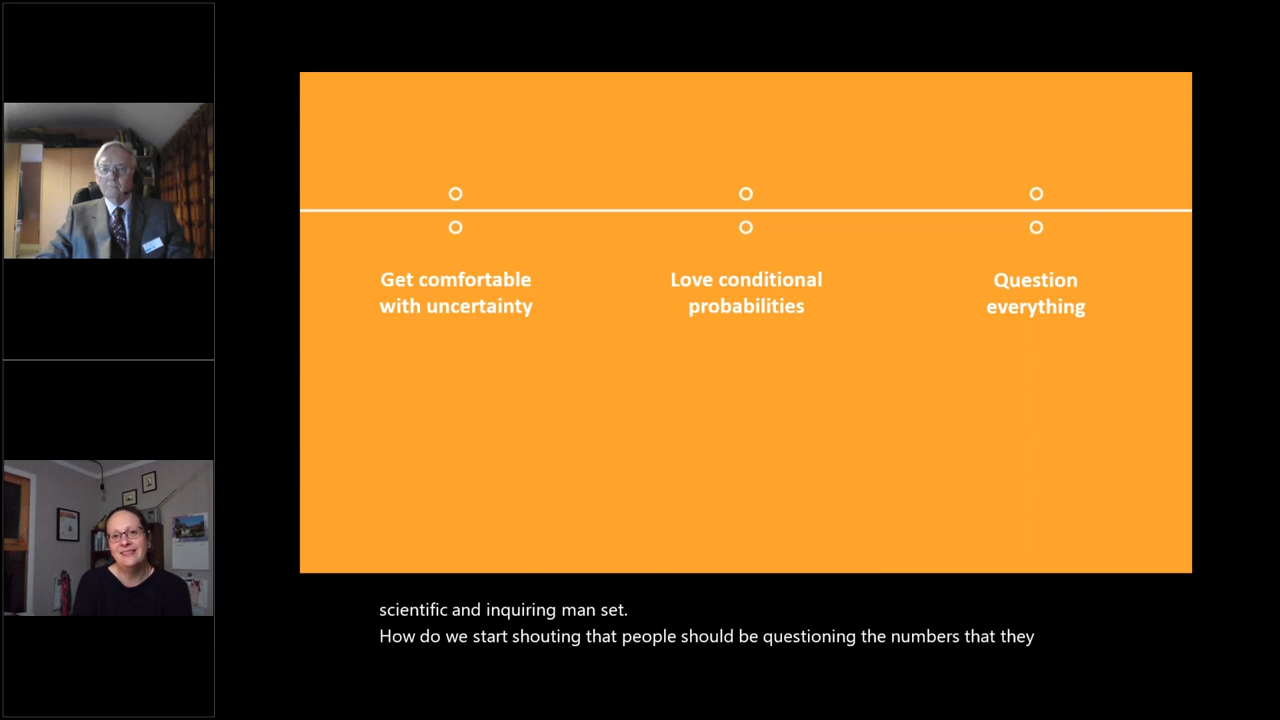 Get comfortable
with uncertainty
Love conditional
probabilities
Question
everything
scientific and inquiring man set.
How do we start shouting that people should be questioning the numbers that they